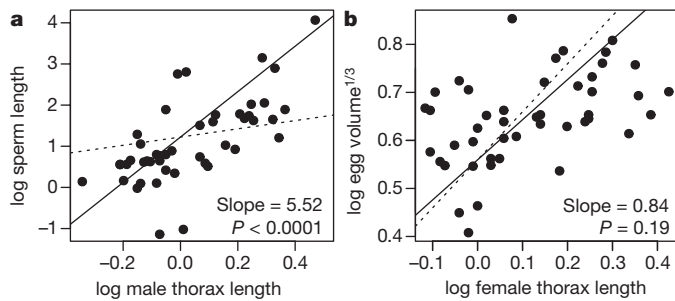 a
log sperm length
4
3
2
1
0
−1
−0.2 0.0 0.2 0.4
log male thorax length
Slope = 5.52
P < 0.0001
b
log egg volume1/3
0.8
0.7
0.6
0.5
0.4
−0.1 0.0 0.1 0.2 0.3 0.4
log female thorax length
Slope = 0.84
P = 0.19